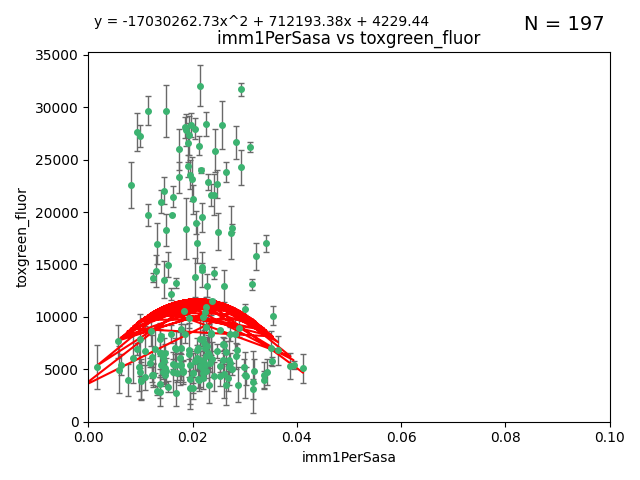 y = -17030262.73x^2 + 712193.38x + 4229.44
N = 197
imm1PerSasa vs toxgreen_fluor
35000
30000
25000
20000
15000
10000
5000
0
toxgreen_fluor
0.00 0.02 0.04 0.06 0.08 0.10
imm1PerSasa